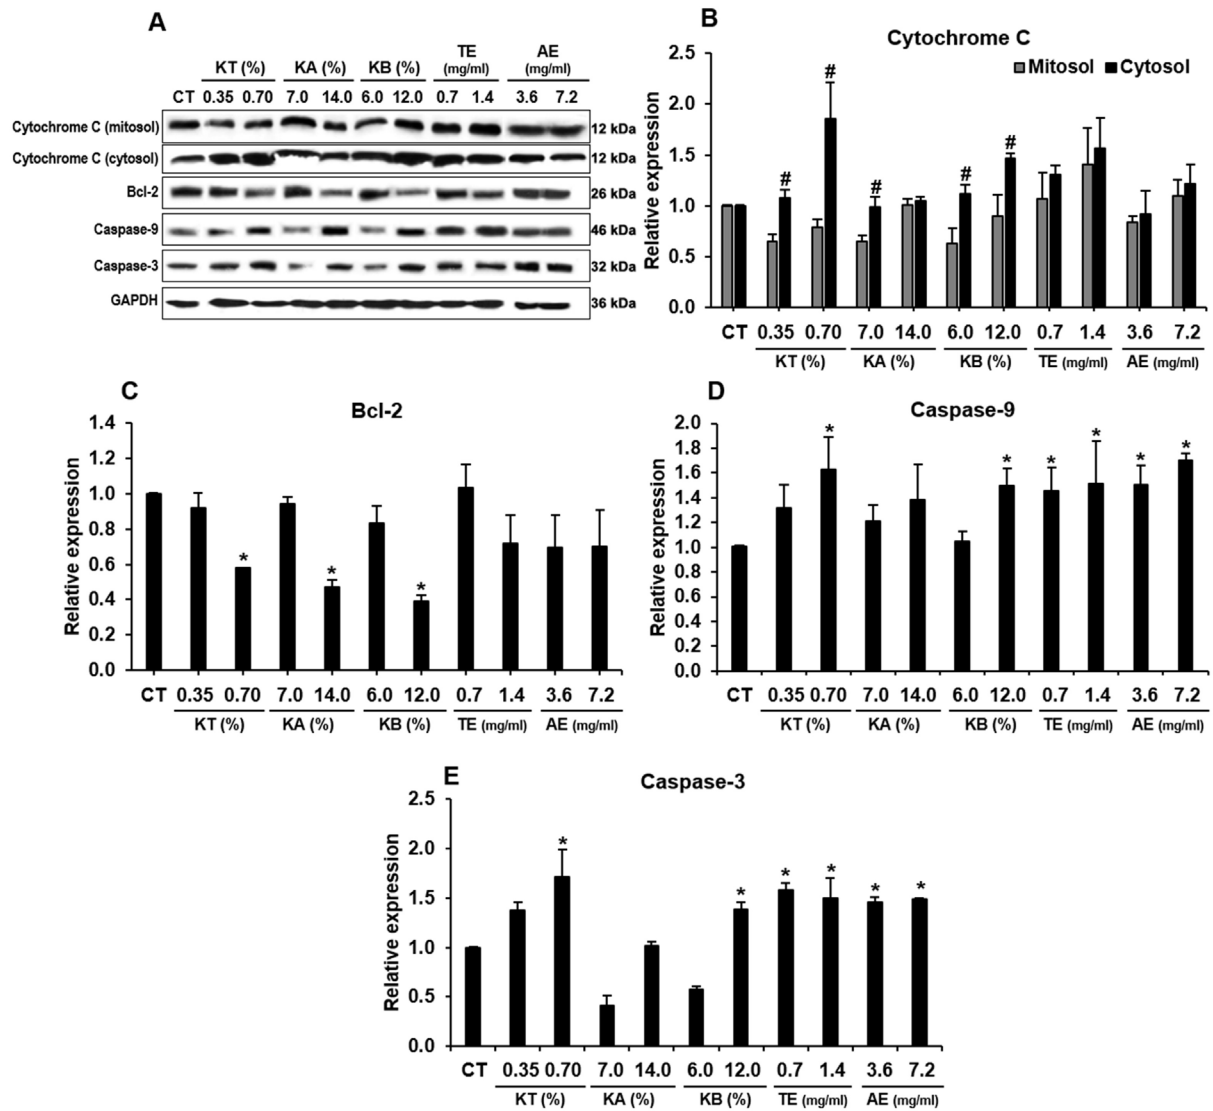 A
KT (%) KA (%) KB (%) TE (mg/ml) AE (mg/ml)
CT 0.35 0.70 7.0 14.0 6.0 12.0 0.7 1.4 3.6 7.2
Cytochrome C (mitosol) 12 kDa
Cytochrome C (cytosol) 12 kDa
Bcl-2 26 kDa
Caspase-9 46 kDa
Caspase-3 32 kDa
GAPDH 36 kDa
B
Cytochrome C
Mitosol Cytosol
Relative expression
2.5
2.0
1.5
1.0
0.5
0.0
# # # # #
CT 0.35 0.70 7.0 14.0 6.0 12.0 0.7 1.4 3.6 7.2
KT (%) KA (%) KB (%) TE (mg/ml) AE (mg/ml)
C
Bcl-2
Relative expression
1.4
1.2
1.0
0.8
0.6
0.4
0.2
0.0
* * *
CT 0.35 0.70 7.0 14.0 6.0 12.0 0.7 1.4 3.6 7.2
KT (%) KA (%) KB (%) TE (mg/ml) AE (mg/ml)
D
Caspase-9
Relative expression
2.0
1.8
1.6
1.4
1.2
1.0
0.8
0.6
0.4
0.2
0.0
* * * * * *
CT 0.35 0.70 7.0 14.0 6.0 12.0 0.7 1.4 3.6 7.2
KT (%) KA (%) KB (%) TE (mg/ml) AE (mg/ml)
E
Caspase-3
Relative expression
2.5
2.0
1.5
1.0
0.5
0.0
* * * * * *
CT 0.35 0.70 7.0 14.0 6.0 12.0 0.7 1.4 3.6 7.2
KT (%) KA (%) KB (%) TE (mg/ml) AE (mg/ml)